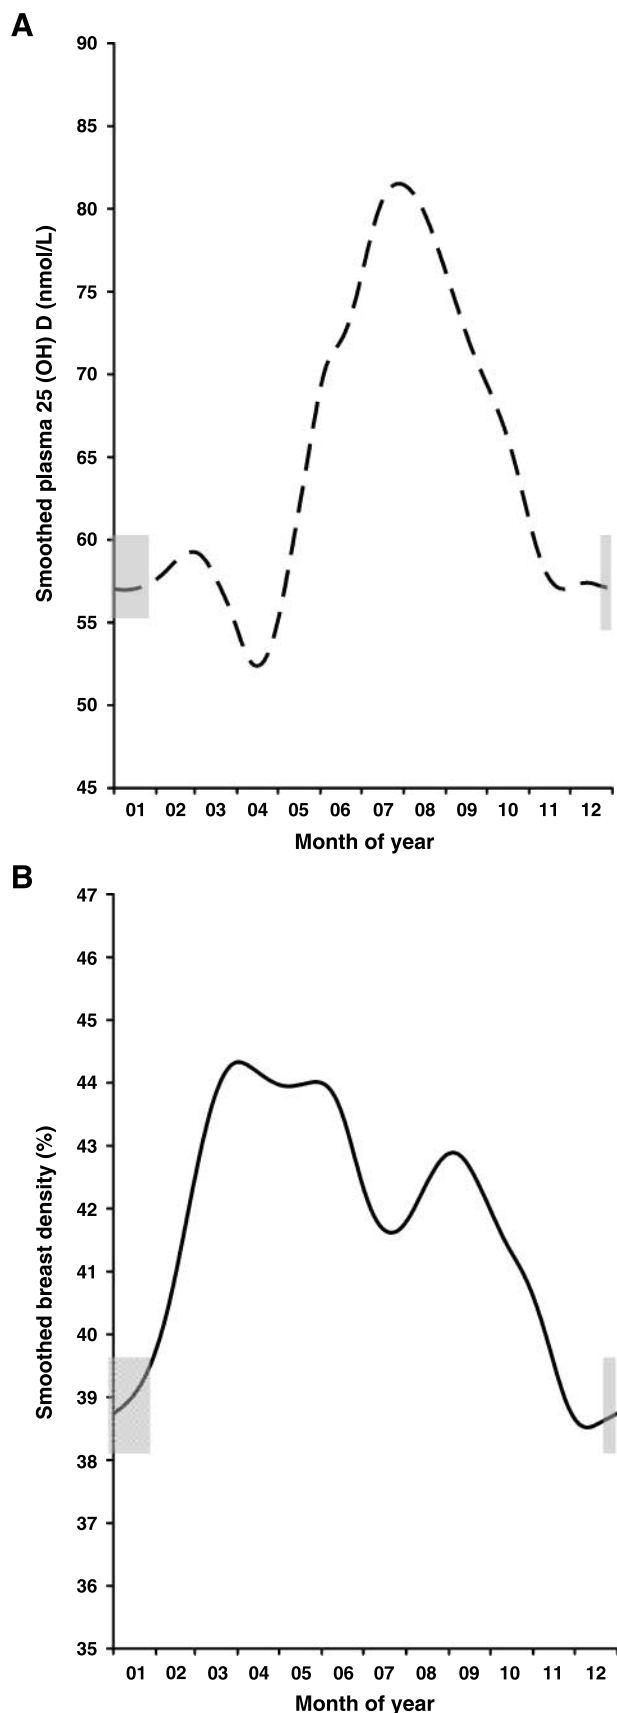 A
90
85
80
75
70
65
60
55
50
45
Smoothed plasma 25 (OH) D (nmol/L)
01 02 03 04 05 06 07 08 09 10 11 12
Month of year
B
47
46
45
44
43
42
41
40
39
38
37
36
35
Smoothed breast density (%)
01 02 03 04 05 06 07 08 09 10 11 12
Month of year